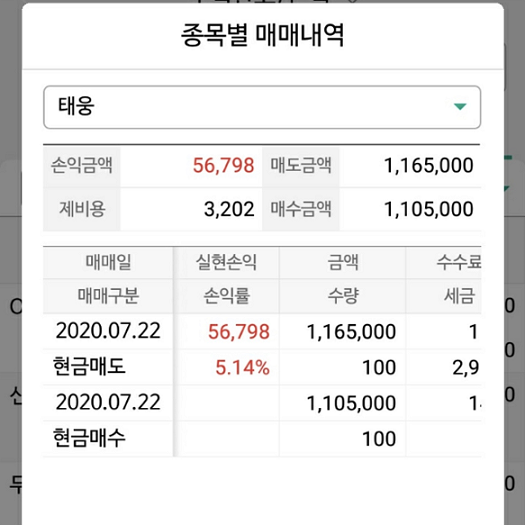 종목별 매매내역
태웅
손익금액 56,798 매도금액 1,165,000
제비용 3,202 매수금액 1,105,000
매매일 실현손익 금액 수수료
매매구분 손익률 수량 세금
2020.07.22 56,798 1,165,000 1
현금매도 5.14% 100 2,9
2020.07.22 1,105,000 1
현금매수 100